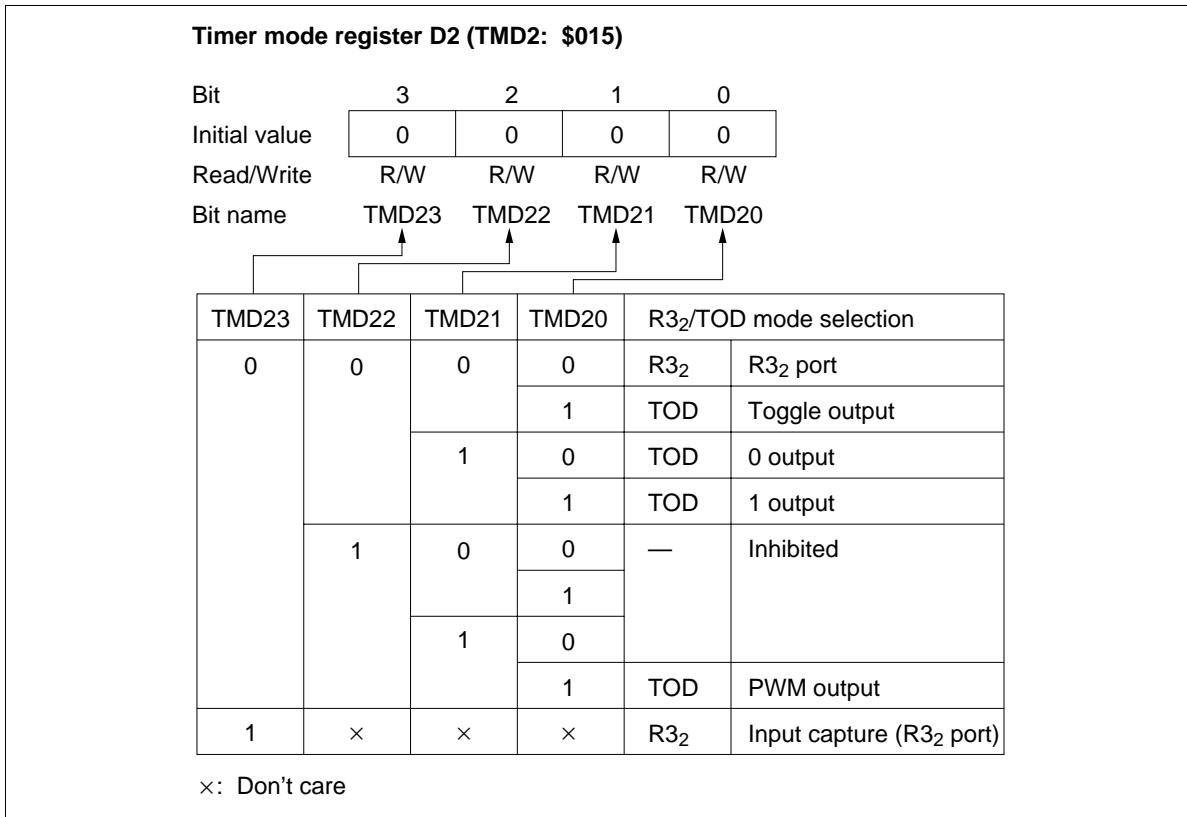 Timer mode register D2 (TMD2: $015)
Bit 3 2 1 0
Initial value 0 0 0 0
Read/Write R/W R/W R/W R/W
Bit name TMD23 TMD22 TMD21 TMD20
TMD23 TMD22 TMD21 TMD20 R3₂/TOD mode selection
0 0 0 0 R3₂ R3₂ port
1 TOD Toggle output
1 0 TOD 0 output
1 TOD 1 output
1 0 0 — Inhibited
1
1 0
1 TOD PWM output
1 × × × R3₂ Input capture (R3₂ port)
×: Don't care